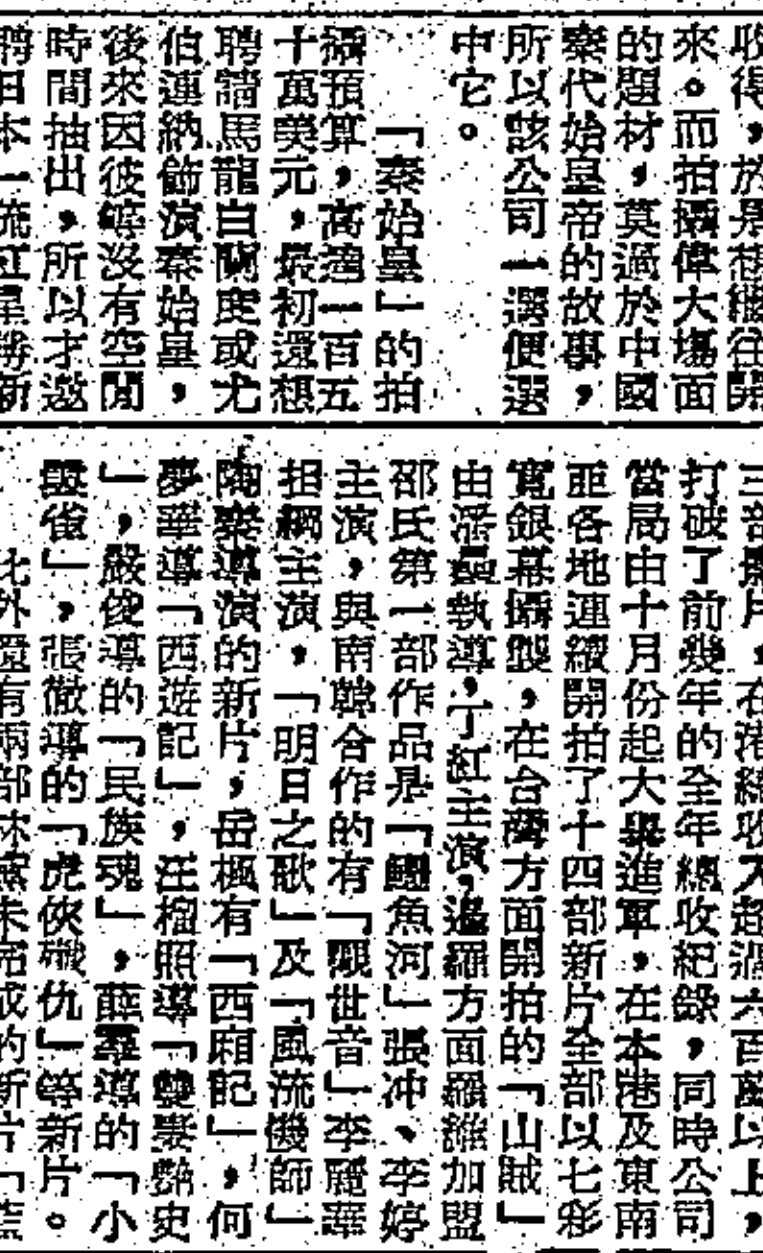 收得，於是想繼往開
來。而拍攝偉大場面
的題材，莫過於中國
秦代始皇帝的故事，
所以該公司一選便選
中它。
「秦始皇」的拍
攝預算，高達一百五
十萬美元，最初還想
聘請馬龍白蘭度或尤
伯連納飾演秦始皇，
後來因彼等沒有空閒
時間抽出，所以才邀
聘日本一流紅星勝新
三部影片，在港總收入超過六百萬以上，
打破了前幾年的全年總收紀錄，同時公司
當局由十月份起大舉進軍，在本港及東南
亞各地連續開拍了十四部新片全部以七彩
寬銀幕攝製，在台灣方面開拍的「山賊」
由潘壘執導，丁紅主演，暹羅方面羅維加盟
邵氏第一部作品是「鱷魚河」張冲、李婷
主演，與南韓合作的有「觀世音」李麗華
担綱主演，「明日之歌」及「風流機師」
陶秦導演的新片，岳楓有「西廂記」，何
夢華導「西遊記」，汪榴照導「雙妻艷史
」，嚴俊導的「民族魂」，薛羣導的「小
雲雀」，張徹導的「虎俠殲仇」等新片。
此外還有兩部林黛未完成的新片「